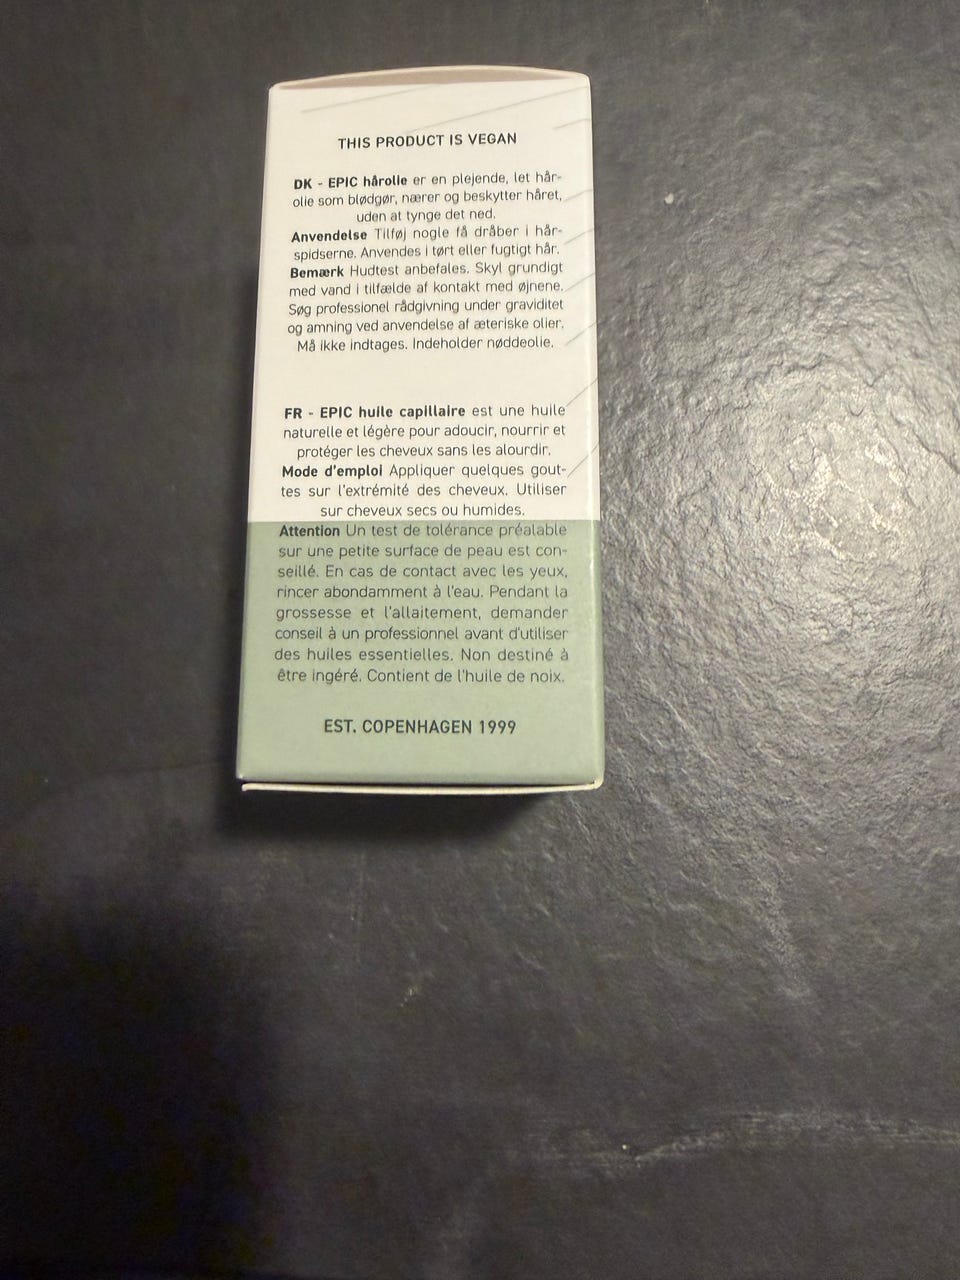 THIS PRODUCT IS VEGAN
DK - EPIC hårolie er en plejende, let hår-
olie som blødgør, nærer og beskytter håret,
uden at tynge det ned.
Anvendelse Tilføj nogle få dråber i hår-
spidserne. Anvendes i tørt eller fugtigt hår.
Bemærk Hudtest anbefales. Skyl grundigt
med vand i tilfælde af kontakt med øjnene.
Søg professionel rådgivning under graviditet
og amning ved anvendelse af æteriske olier.
Må ikke indtages. Indeholder nøddeolie.
FR - EPIC huile capillaire est une huile
naturelle et légère pour adoucir, nourrir et
protéger les cheveux sans les alourdir.
Mode d'emploi Appliquer quelques gout-
tes sur l'extrémité des cheveux. Utiliser
sur cheveux secs ou humides.
Attention Un test de tolérance préalable
sur une petite surface de peau est con-
seillé. En cas de contact avec les yeux,
rincer abondamment à l'eau. Pendant la
grossesse et l'allaitement, demander
conseil à un professionnel avant d'utiliser
des huiles essentielles. Non destiné à
être ingéré. Contient de l'huile de noix.
EST. COPENHAGEN 1999